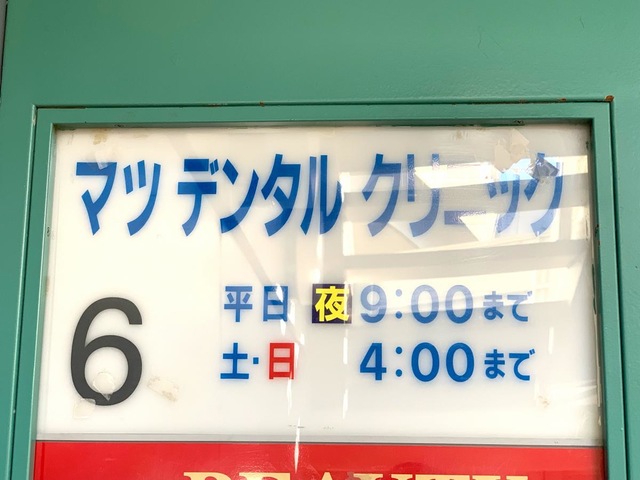 マツ デンタル クリニック
6
平日 夜 9:00まで
土・日 4:00まで
BEAUTY